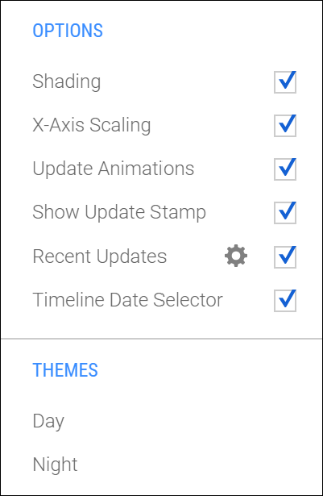 OPTIONS
Shading
X-Axis Scaling
Update Animations
Show Update Stamp
Recent Updates
Timeline Date Selector
THEMES
Day
Night